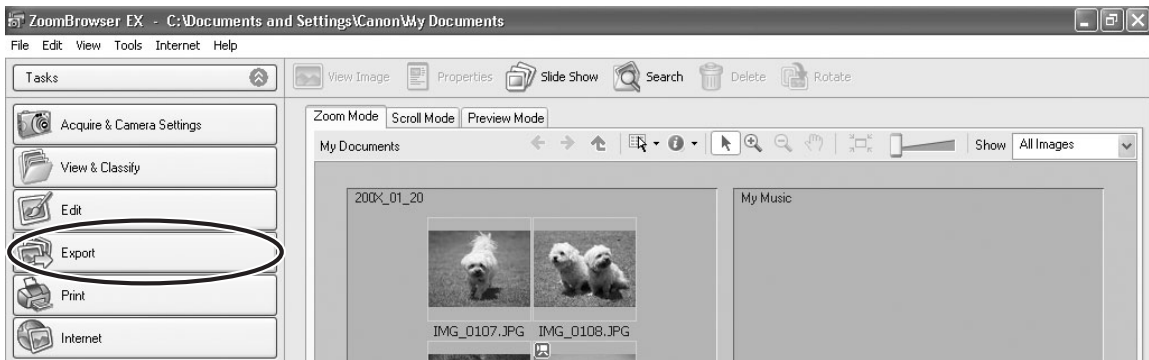 ZoomBrowser EX - C:\Documents and Settings\Canon\My Documents
File Edit View Tools Internet Help
Tasks
View Image Properties Slide Show Search Delete Rotate
Acquire & Camera Settings
View & Classify
Edit
Export
Print
Internet
Zoom Mode Scroll Mode Preview Mode
My Documents
Show All Images
200X_01_20
My Music
IMG_0107.JPG IMG_0108.JPG